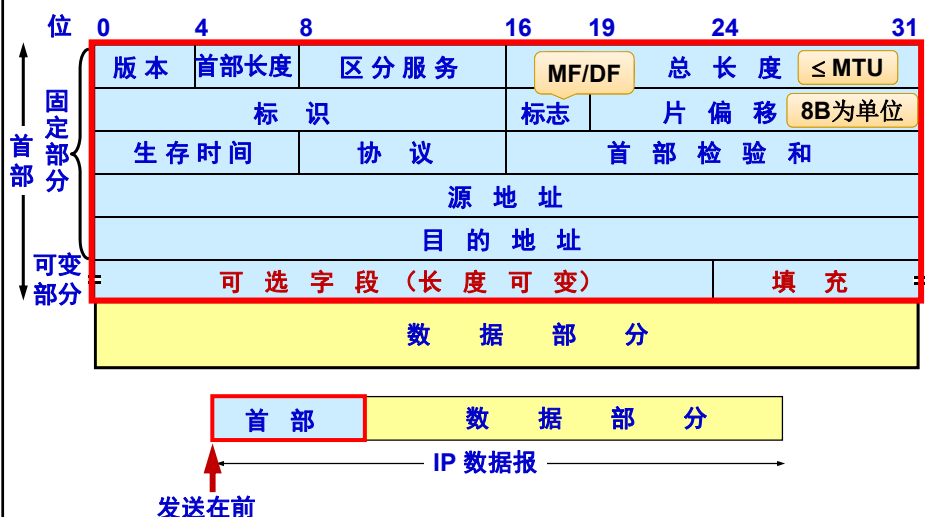 位 0 4 8 16 19 24 31
版本 首部长度 区分服务 MF/DF 总长度 ≤ MTU
标识 标志 片偏移 8B为单位
生存时间 协议 首部检验和
源地址
目的地址
可选字段（长度可变） 填充
数据部分
首部
固定部分
可变部分
首部 数据部分
IP 数据报
发送在前